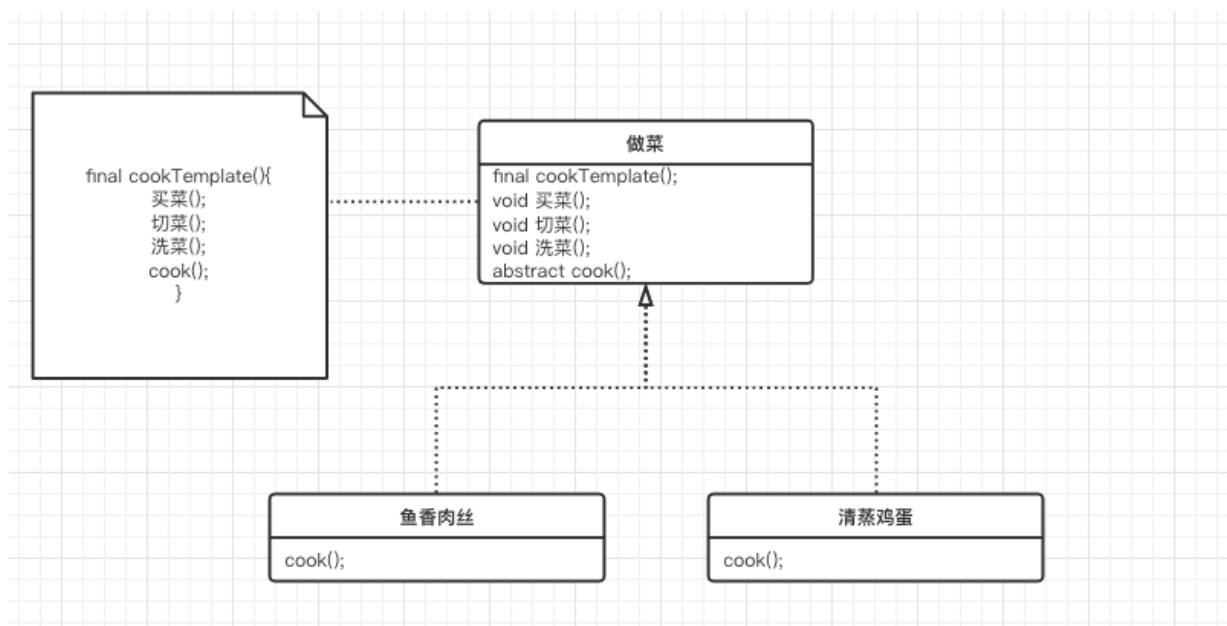 final cookTemplate(){
买菜();
切菜();
洗菜();
cook();
}
做菜
final cookTemplate();
void 买菜();
void 切菜();
void 洗菜();
abstract cook();
鱼香肉丝
cook();
清蒸鸡蛋
cook();